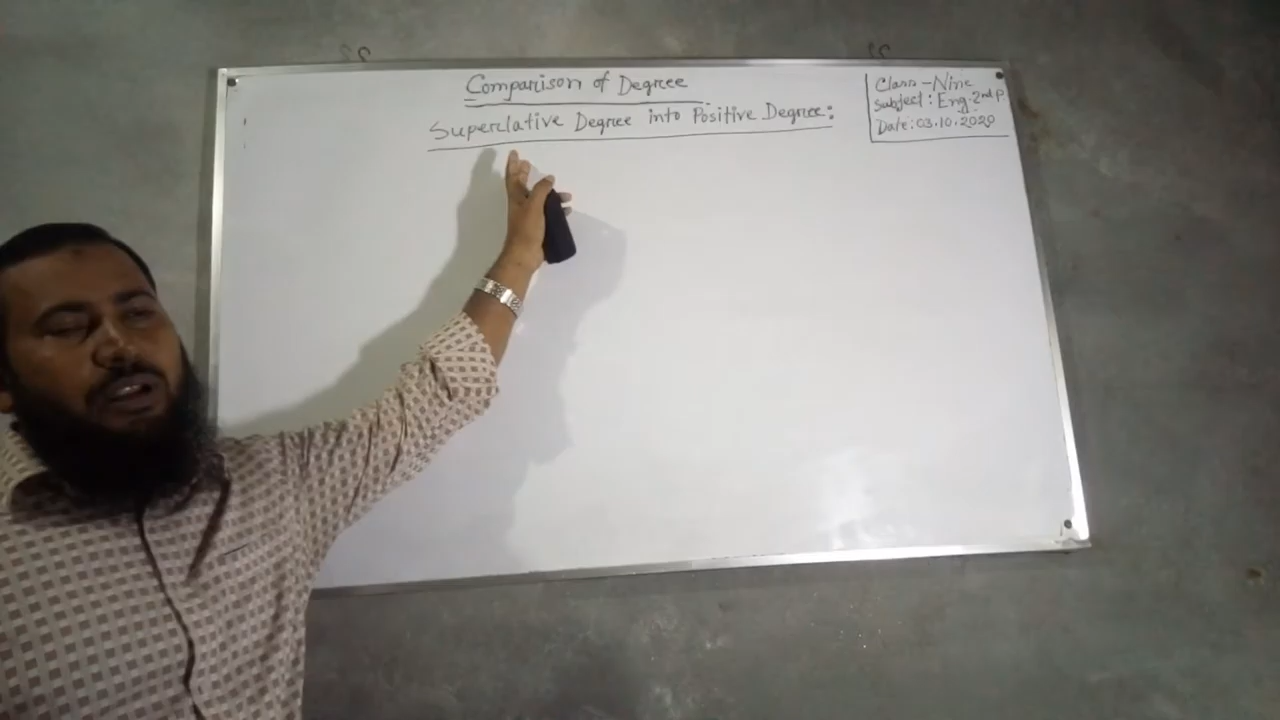 Comparison of Degree
Superlative Degree into Positive Degree:
Class-Nine
Subject: Eng. 2nd P
Date: 03.10.2020